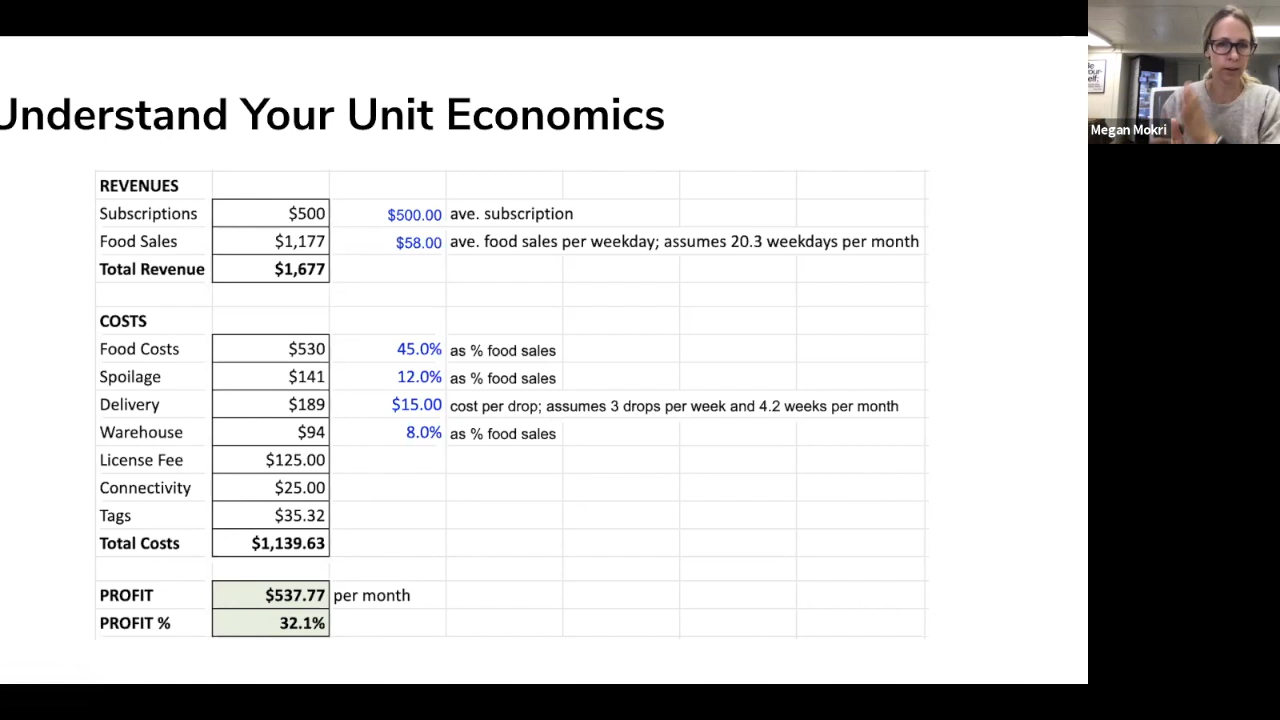 Understand Your Unit Economics
REVENUES
Subscriptions $500 $500.00 ave. subscription
Food Sales $1,177 $58.00 ave. food sales per weekday; assumes 20.3 weekdays per month
Total Revenue $1,677
COSTS
Food Costs $530 45.0% as % food sales
Spoilage $141 12.0% as % food sales
Delivery $189 $15.00 cost per drop; assumes 3 drops per week and 4.2 weeks per month
Warehouse $94 8.0% as % food sales
License Fee $125.00
Connectivity $25.00
Tags $35.32
Total Costs $1,139.63
PROFIT $537.77 per month
PROFIT % 32.1%
Megan Mokri